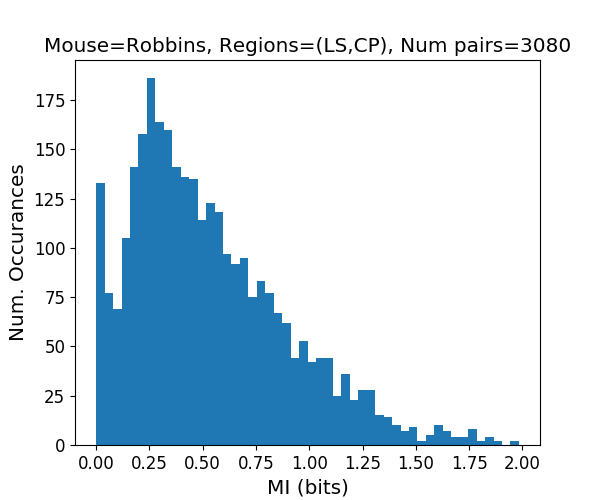 Mouse=Robbins, Regions=(LS,CP), Num pairs=3080
Num. Occurances
175
150
125
100
75
50
25
0
0.00 0.25 0.50 0.75 1.00 1.25 1.50 1.75 2.00
MI (bits)